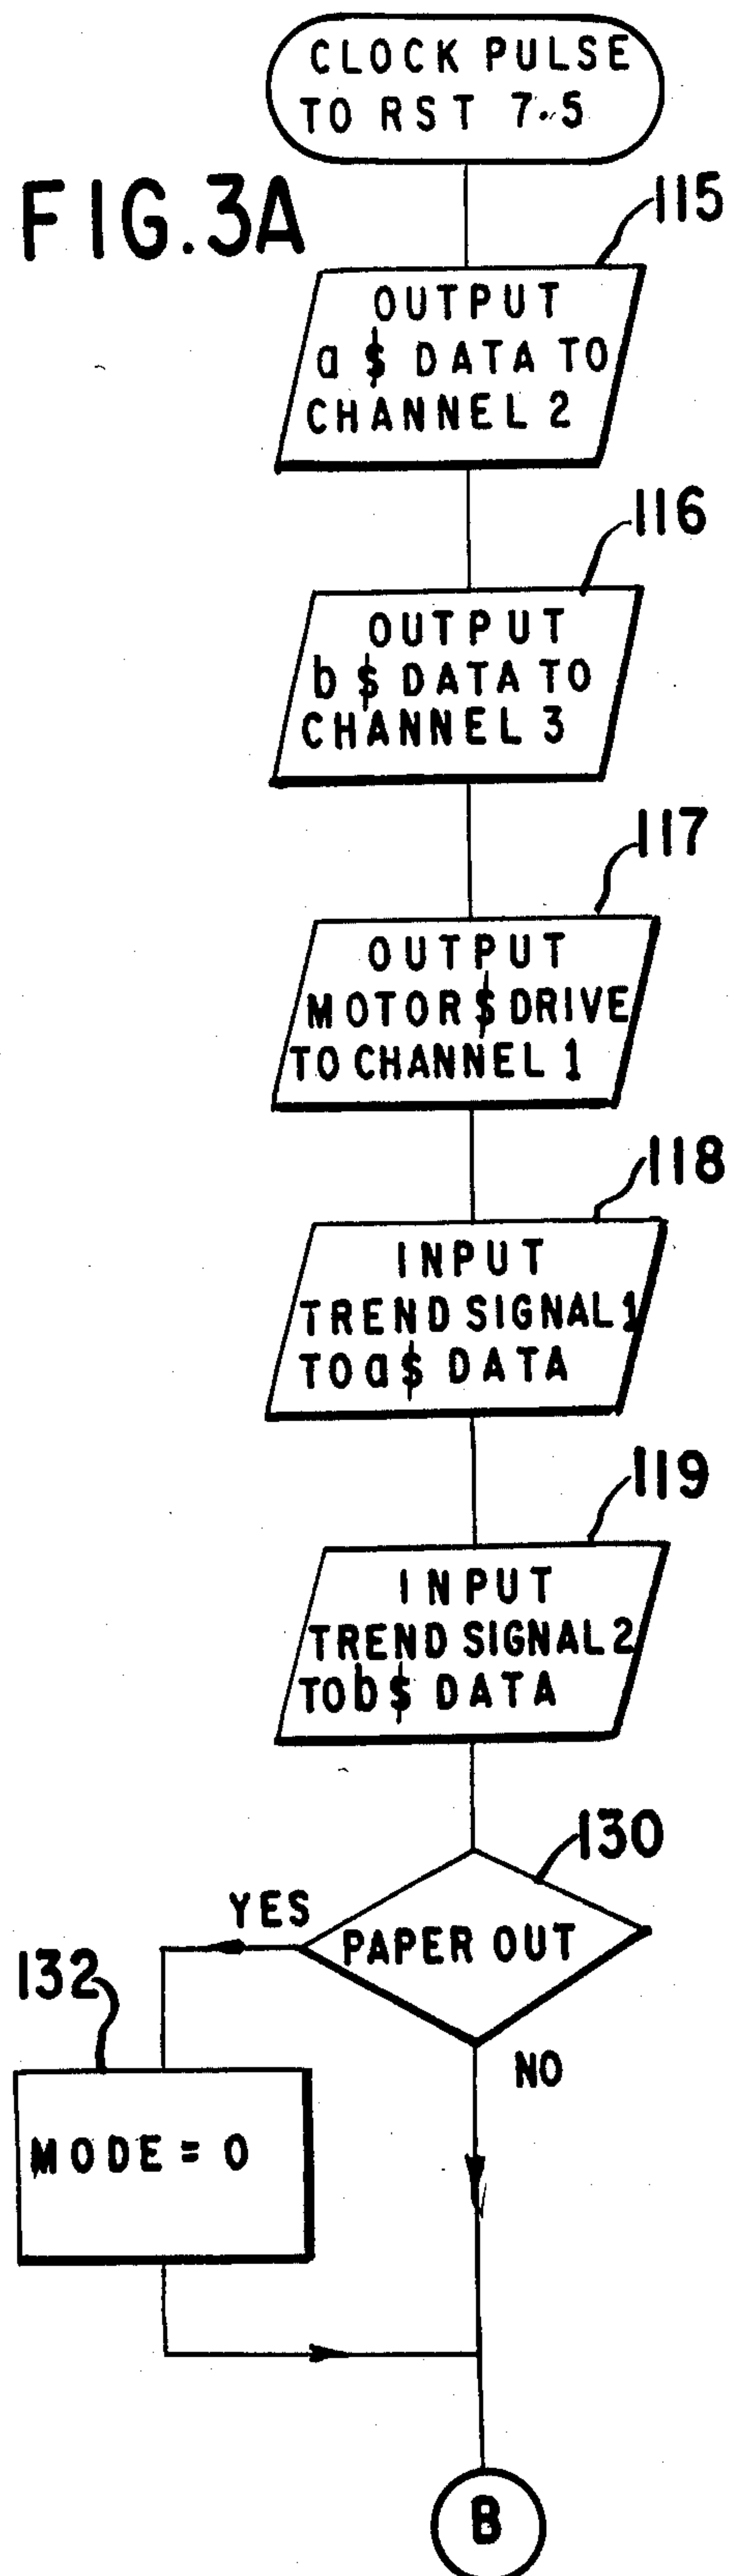 CLOCK PULSE
TO RST 7.5
FIG.3A
115
OUTPUT
a $ DATA TO
CHANNEL 2
116
OUTPUT
b $ DATA TO
CHANNEL 3
117
OUTPUT
MOTOR $ DRIVE
TO CHANNEL 1
118
INPUT
TREND SIGNAL 1
TO a $ DATA
119
INPUT
TREND SIGNAL 2
TO b $ DATA
130
YES
PAPER OUT
132
NO
MODE = 0
B